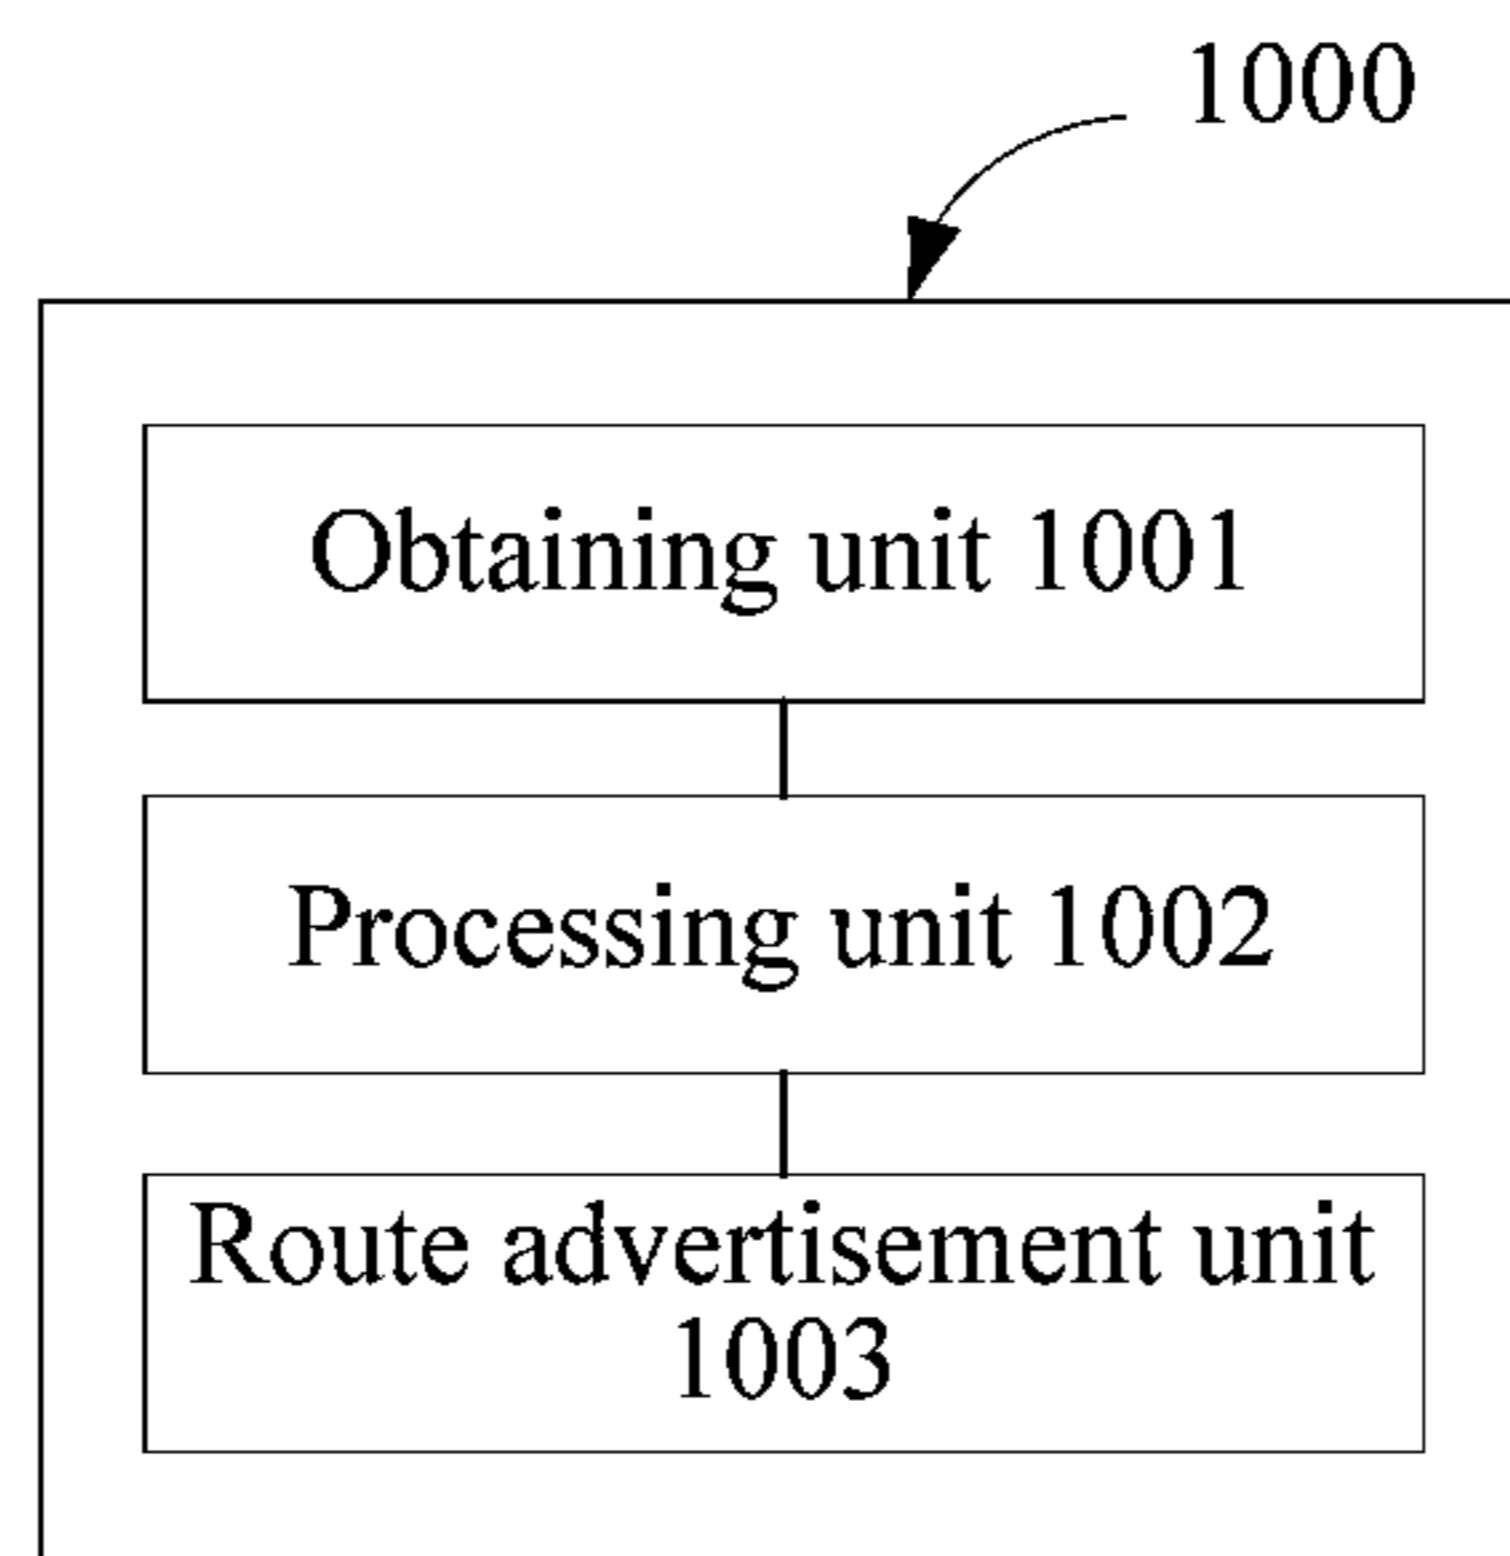 1000
Obtaining unit 1001
Processing unit 1002
Route advertisement unit
1003